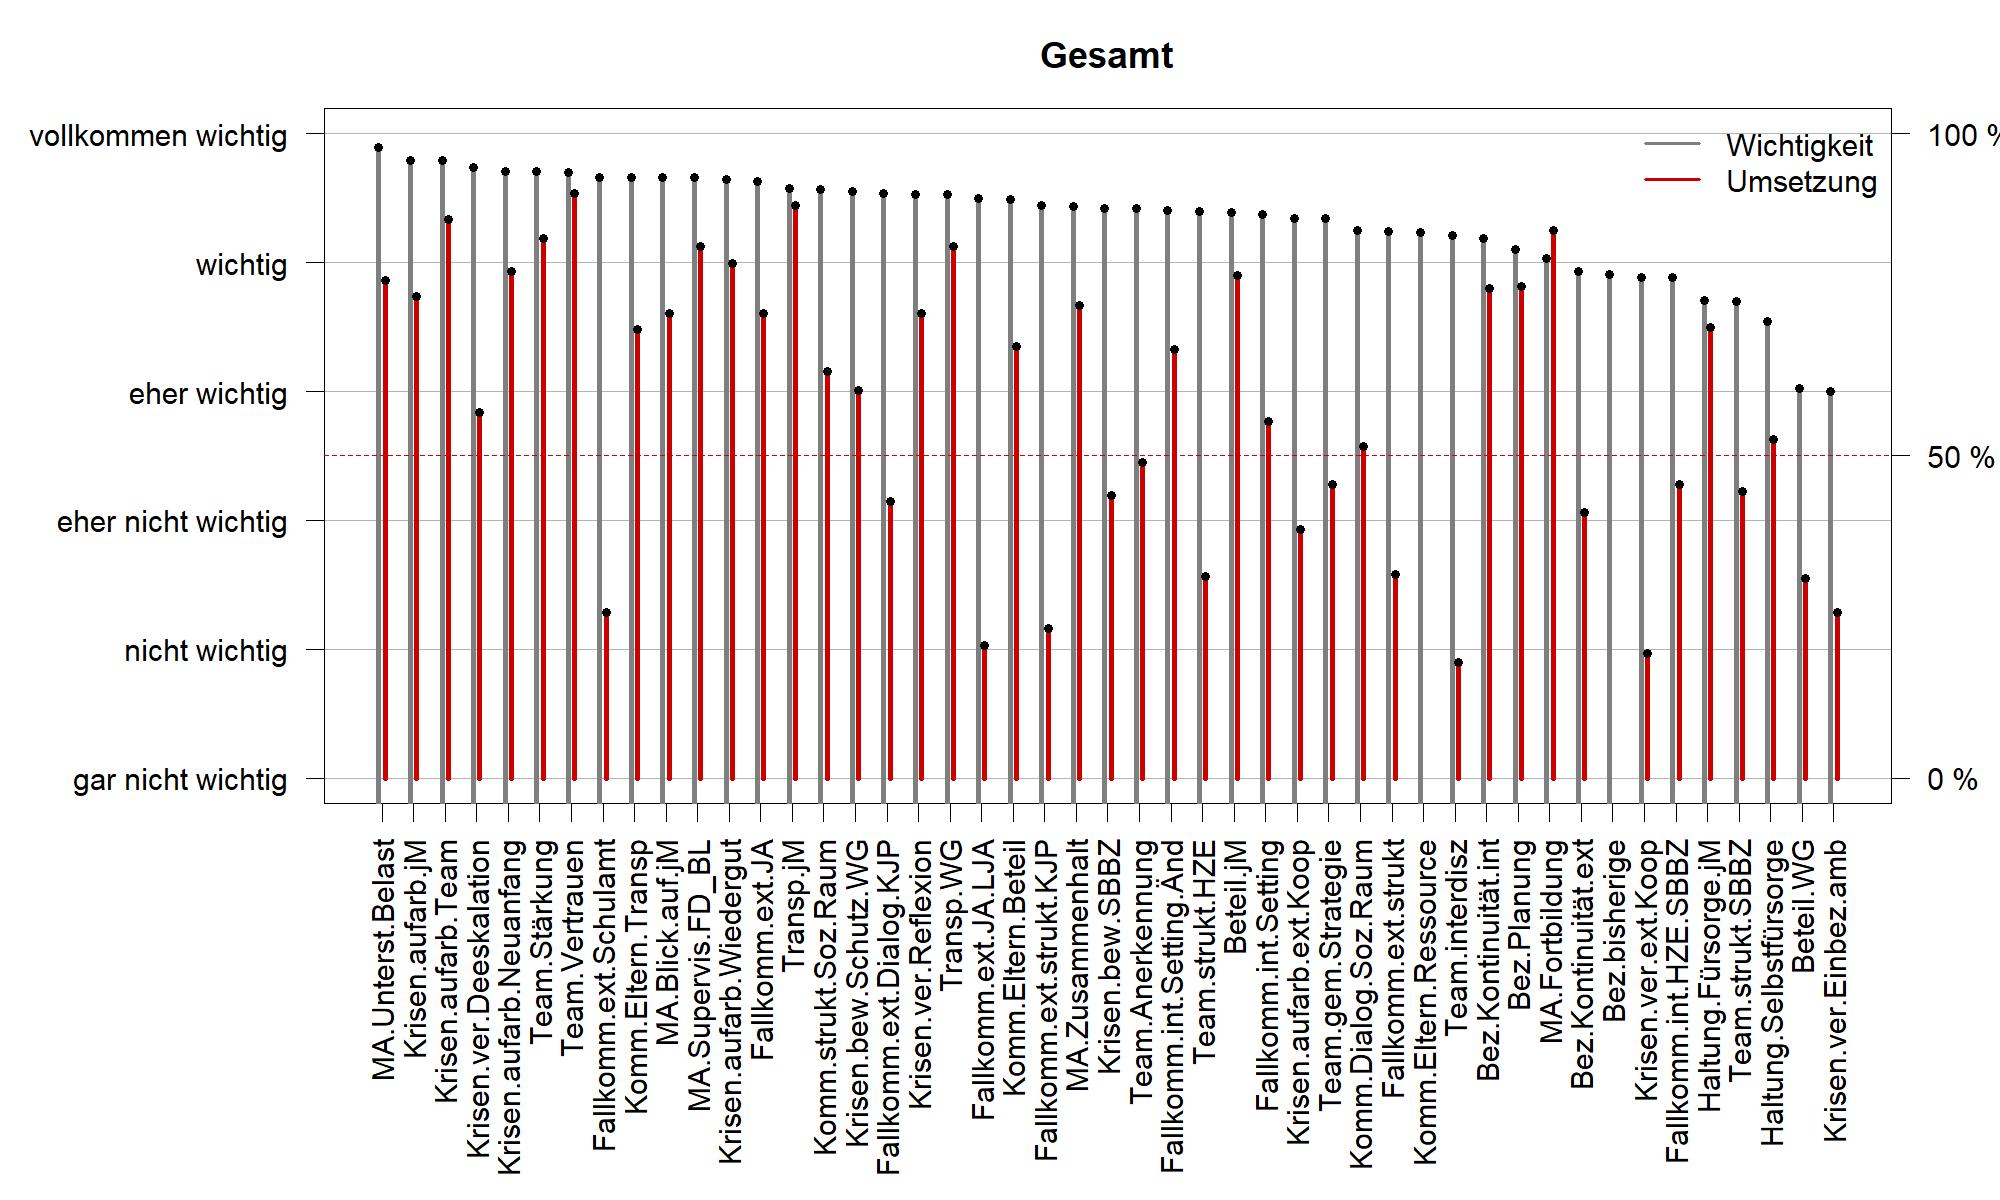 Gesamt
vollkommen wichtig
wichtig
eher wichtig
eher nicht wichtig
nicht wichtig
gar nicht wichtig
100 %
50 %
0 %
Wichtigkeit
Umsetzung
MA.Unterst.Belast
Krisen.aufarb.jM
Krisen.aufarb.Team
Krisen.ver.Deeskalation
Krisen.aufarb.Neuanfang
Team.Stärkung
Team.Vertrauen
Fallkomm.ext.Schulamt
Komm.Eltern.Transp
MA.Blick.auf.jM
MA.Supervis.FD_BL
Krisen.aufarb.Wiedergut
Fallkomm.ext.JA
Transp.jM
Komm.strukt.Soz.Raum
Krisen.bew.Schutz.WG
Fallkomm.ext.Dialog.KJP
Krisen.ver.Reflexion
Transp.WG
Fallkomm.ext.JA.LJA
Komm.Eltern.Beteil
Fallkomm.ext.strukt.KJP
MA.Zusammenhalt
Krisen.bew.SBBZ
Team.Anerkennung
Fallkomm.int.Setting.Änd
Team.strukt.HZE
Beteil.jM
Fallkomm.int.Setting
Krisen.aufarb.ext.Koop
Team.gem.Strategie
Komm.Dialog.Soz.Raum
Fallkomm.ext.strukt
Komm.Eltern.Ressource
Team.interdisz
Bez.Kontinuität.int
Bez.Planung
MA.Fortbildung
Bez.Kontinuität.ext
Bez.bisherige
Krisen.ver.ext.Koop
Fallkomm.int.HZE.SBBZ
Haltung.Fürsorge.jM
Team.strukt.SBBZ
Haltung.Selbstfürsorge
Beteil.WG
Krisen.ver.Einbez.amb